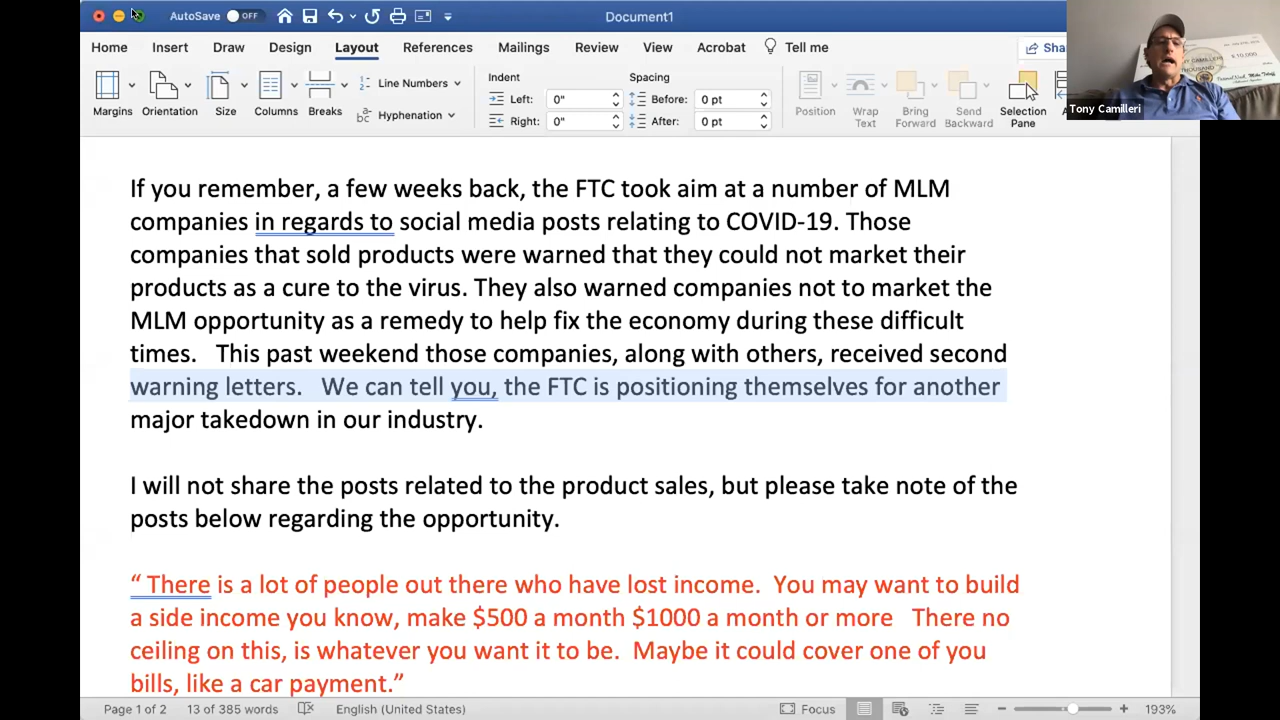 AutoSave OFF
Document1
Home Insert Draw Design Layout References Mailings Review View Acrobat Tell me
Margins Orientation Size Columns Breaks
Line Numbers
Hyphenation
Indent
Left: 0"
Right: 0"
Spacing
Before: 0 pt
After: 0 pt
Position
Wrap
Text
Bring
Forward
Send
Backward
Selection
Pane
10,000
Tony Camilleri
If you remember, a few weeks back, the FTC took aim at a number of MLM
companies in regards to social media posts relating to COVID-19. Those
companies that sold products were warned that they could not market their
products as a cure to the virus. They also warned companies not to market the
MLM opportunity as a remedy to help fix the economy during these difficult
times. This past weekend those companies, along with others, received second
warning letters. We can tell you, the FTC is positioning themselves for another
major takedown in our industry.
I will not share the posts related to the product sales, but please take note of the
posts below regarding the opportunity.
“ There is a lot of people out there who have lost income. You may want to build
a side income you know, make $500 a month $1000 a month or more There no
ceiling on this, is whatever you want it to be. Maybe it could cover one of you
bills, like a car payment.”
Page 1 of 2 13 of 385 words English (United States) Focus 193%